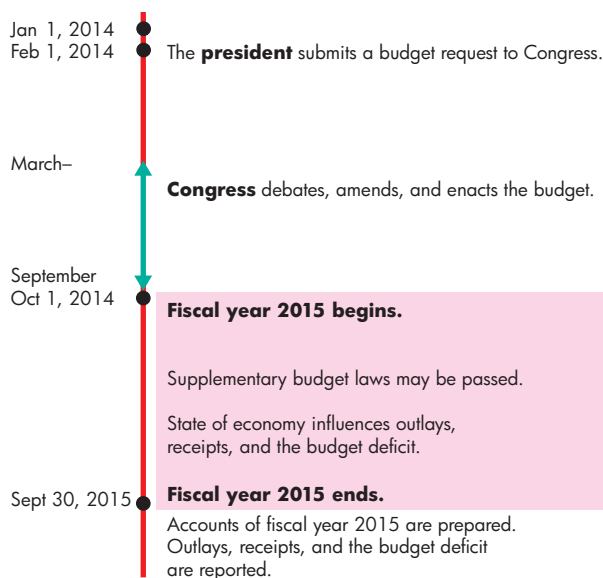 Jan 1, 2014
Feb 1, 2014
The president submits a budget request to Congress.
March–
Congress debates, amends, and enacts the budget.
September
Oct 1, 2014
Fiscal year 2015 begins.
Supplementary budget laws may be passed.
State of economy influences outlays,
receipts, and the budget deficit.
Sept 30, 2015
Fiscal year 2015 ends.
Accounts of fiscal year 2015 are prepared.
Outlays, receipts, and the budget deficit
are reported.